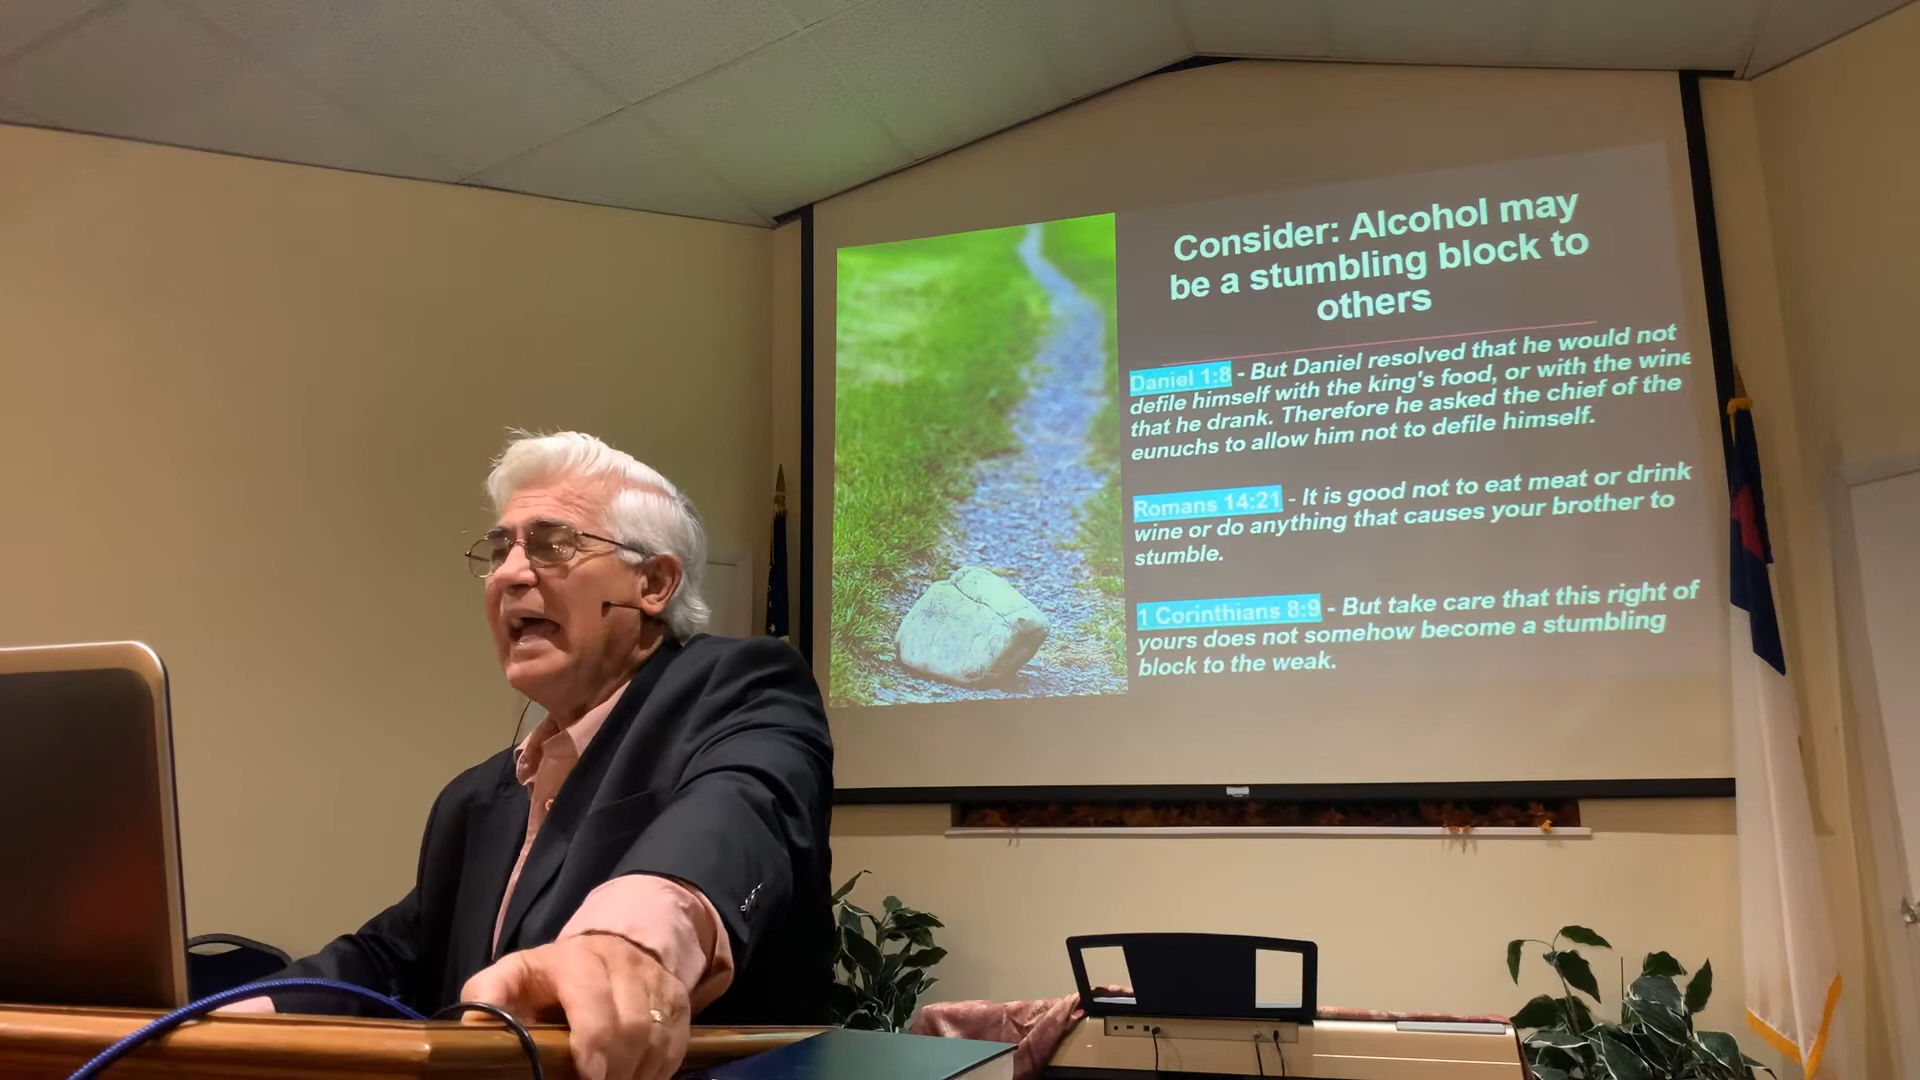 Consider: Alcohol may
be a stumbling block to
others
Daniel 1:8 - But Daniel resolved that he would not
defile himself with the king's food, or with the wine
that he drank. Therefore he asked the chief of the
eunuchs to allow him not to defile himself.
Romans 14:21 - It is good not to eat meat or drink
wine or do anything that causes your brother to
stumble.
1 Corinthians 8:9 - But take care that this right of
yours does not somehow become a stumbling
block to the weak.